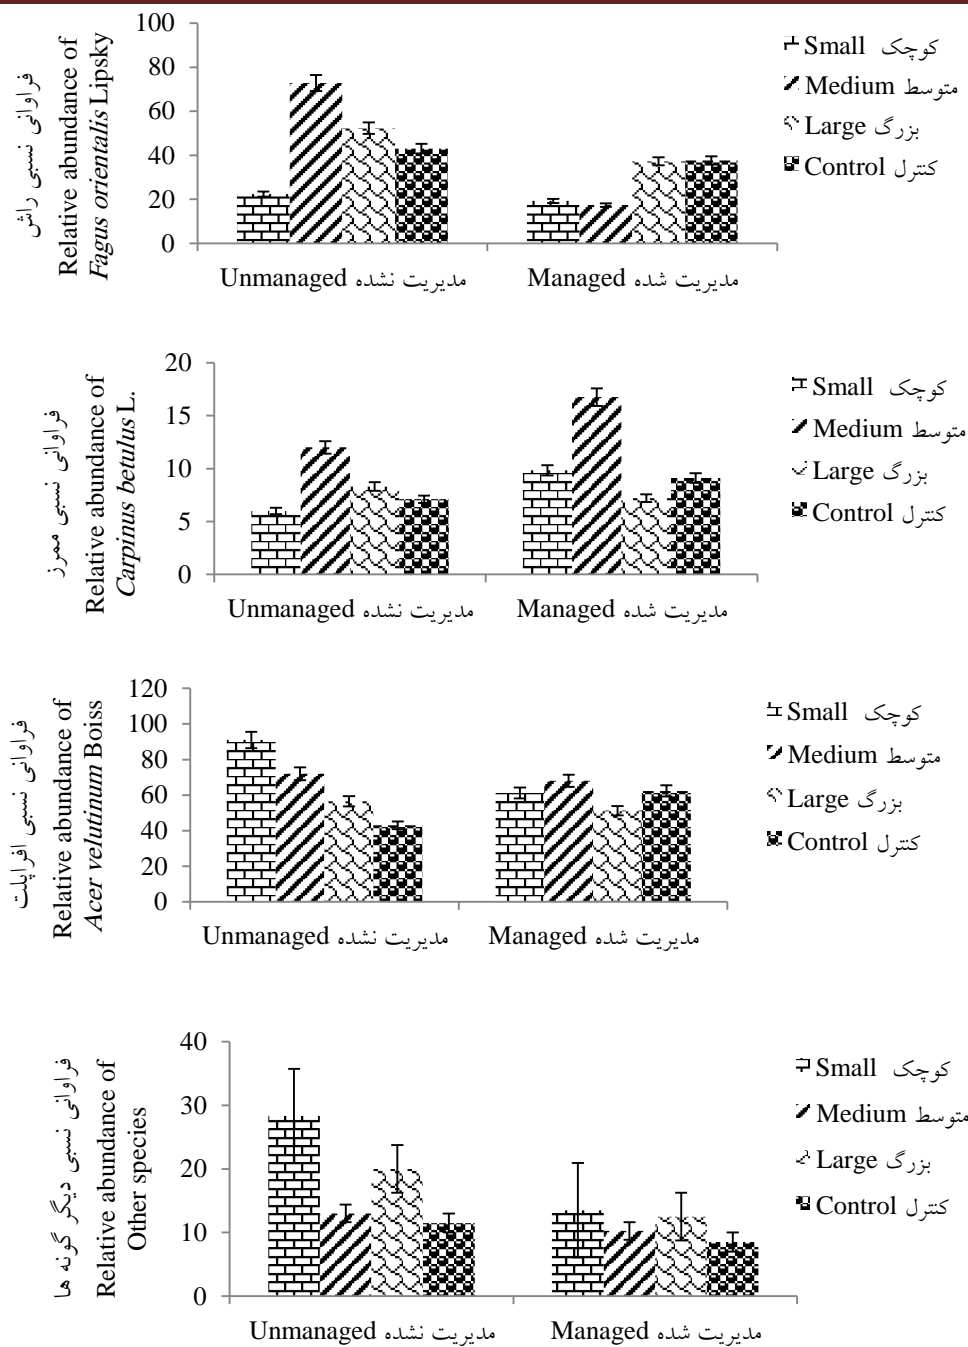 فراوانی نسبی راش
Relative abundance of
Fagus orientalis Lipsky
100
80
60
40
20
0
Unmanaged مدیریت نشده
Managed مدیریت شده
Small کوچک
Medium متوسط
Large بزرگ
Control کنترل
فراوانی نسبی ممرز
Relative abundance of
Carpinus betulus L.
20
15
10
5
0
Unmanaged مدیریت نشده
Managed مدیریت شده
Small کوچک
Medium متوسط
Large بزرگ
Control کنترل
فراوانی نسبی افراپلت
Relative abundance of
Acer velutinum Boiss
120
100
80
60
40
20
0
Unmanaged مدیریت نشده
Managed مدیریت شده
Small کوچک
Medium متوسط
Large بزرگ
Control کنترل
فراوانی نسبی دیگر گونه ها
Relative abundance of
Other species
40
30
20
10
0
Unmanaged مدیریت نشده
Managed مدیریت شده
Small کوچک
Medium متوسط
Large بزرگ
Control کنترل